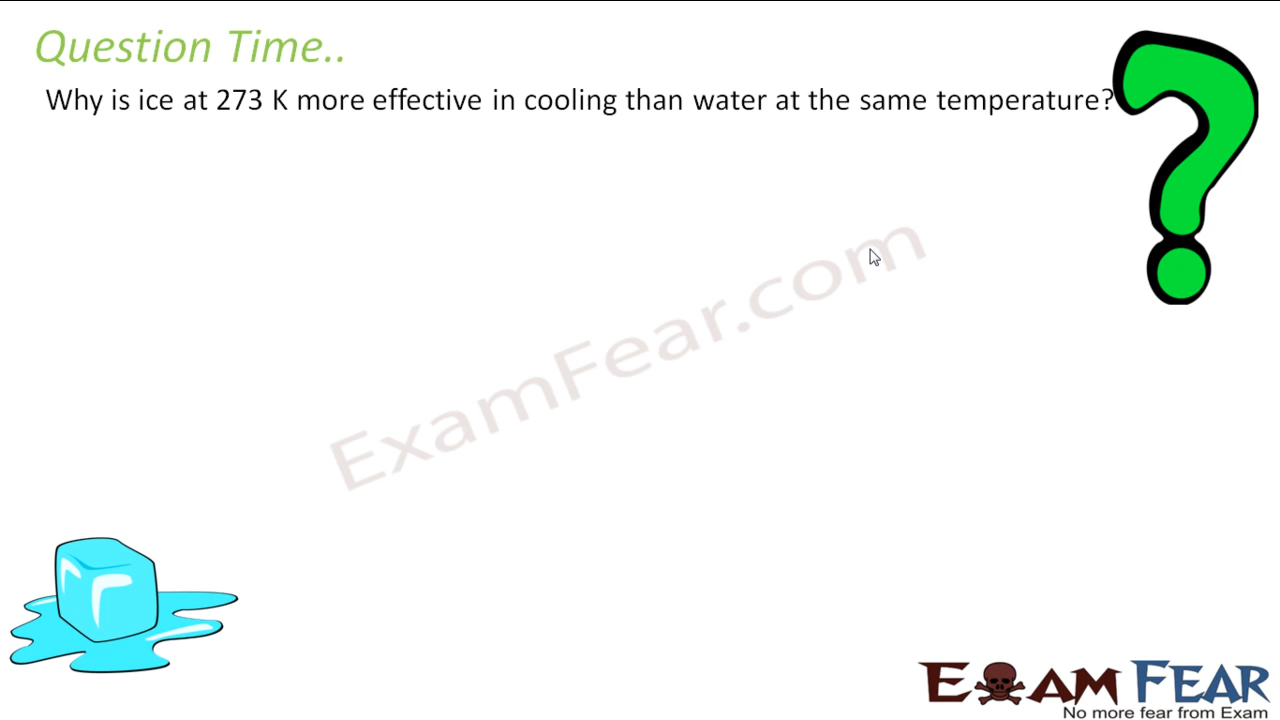 Question Time..
Why is ice at 273 K more effective in cooling than water at the same temperature?
ExamFear.com
EXAM FEAR
No more fear from Exam